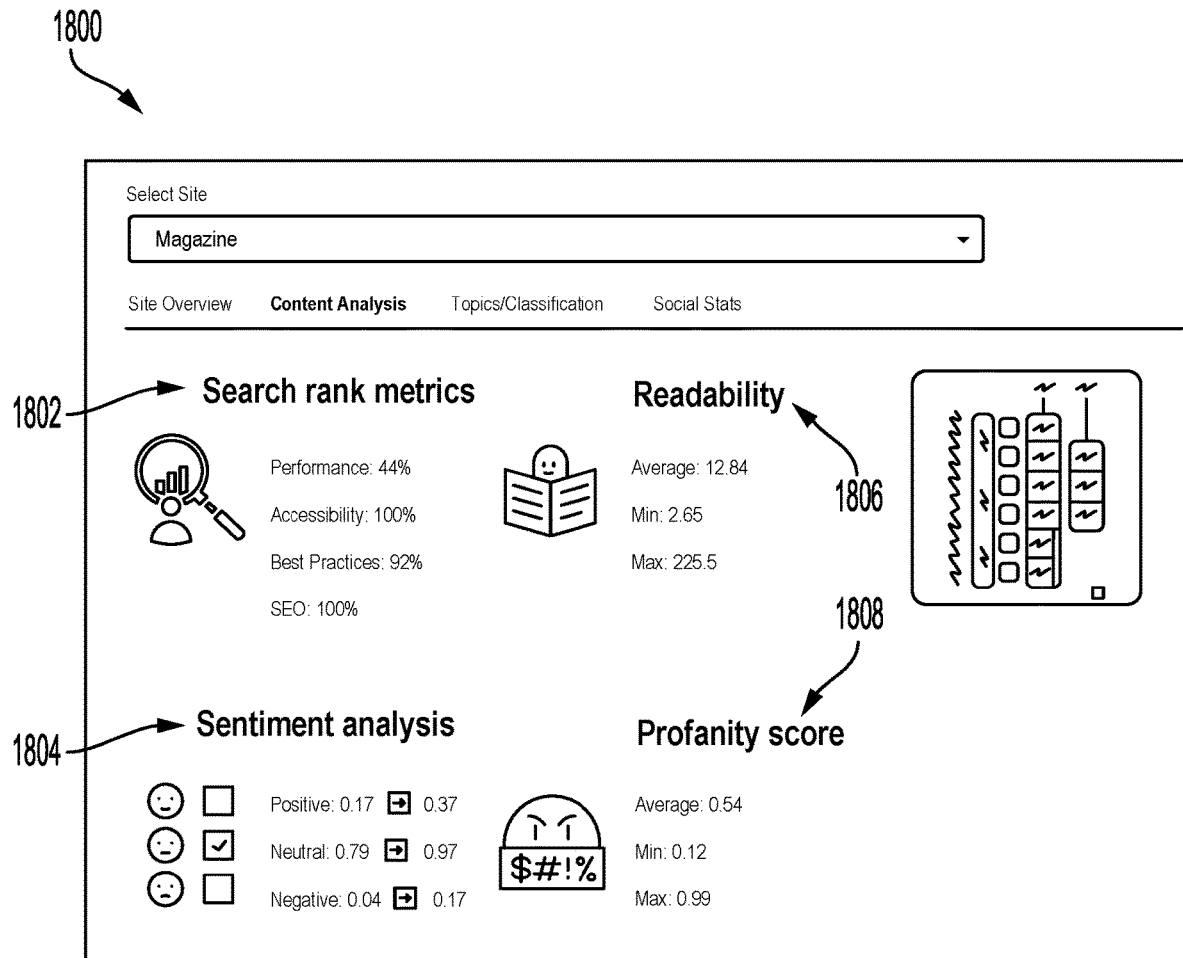 1800
Select Site
Magazine
Site Overview Content Analysis Topics/Classification Social Stats
1802
Search rank metrics
Performance: 44%
Accessibility: 100%
Best Practices: 92%
SEO: 100%
Readability
1806
Average: 12.84
Min: 2.65
Max: 225.5
1804
Sentiment analysis
Positive: 0.17 0.37
Neutral: 0.79 0.97
Negative: 0.04 0.17
1808
Profanity score
$#!%
Average: 0.54
Min: 0.12
Max: 0.99